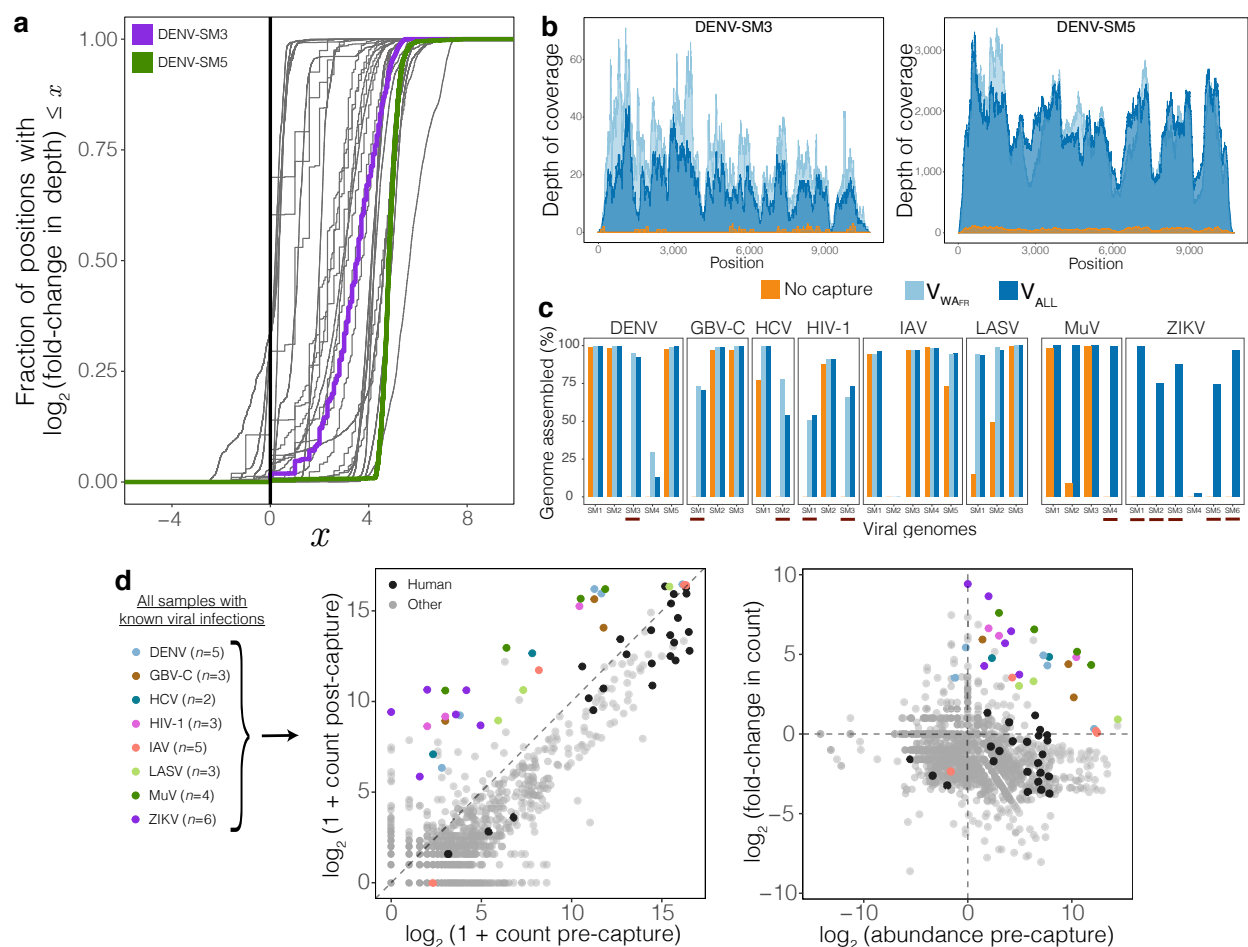 a
DENV-SM3
DENV-SM5
Fraction of positions with
log2 (fold-change in depth) ≤ x
1.00
0.75
0.50
0.25
0.00
-4
0
4
8
x
b
DENV-SM3
Depth of coverage
60
40
20
0
0
3,000
6,000
9,000
Position
DENV-SM5
Depth of coverage
3,000
2,000
1,000
0
0
3,000
6,000
9,000
Position
No capture
VWAFR
VALL
c
DENV
GBV-C
HCV
HIV-1
IAV
LASV
MuV
ZIKV
Genome assembled (%)
100
75
50
25
0
SM1 SM2 SM3 SM4 SM5
SM1 SM2 SM3
SM1 SM2
SM1 SM2 SM3
SM1 SM2 SM3 SM4 SM5
SM1 SM2 SM3
SM1 SM2 SM3 SM4
SM1 SM2 SM3 SM4 SM5 SM6
Viral genomes
d
All samples with
known viral infections
DENV (n=5)
GBV-C (n=3)
HCV (n=2)
HIV-1 (n=3)
IAV (n=5)
LASV (n=3)
MuV (n=4)
ZIKV (n=6)
Human
Other
log2 (1 + count post-capture)
15
10
5
0
0
5
10
15
log2 (1 + count pre-capture)
log2 (fold-change in count)
10
5
0
−5
−10
−10
0
10
log2 (abundance pre-capture)